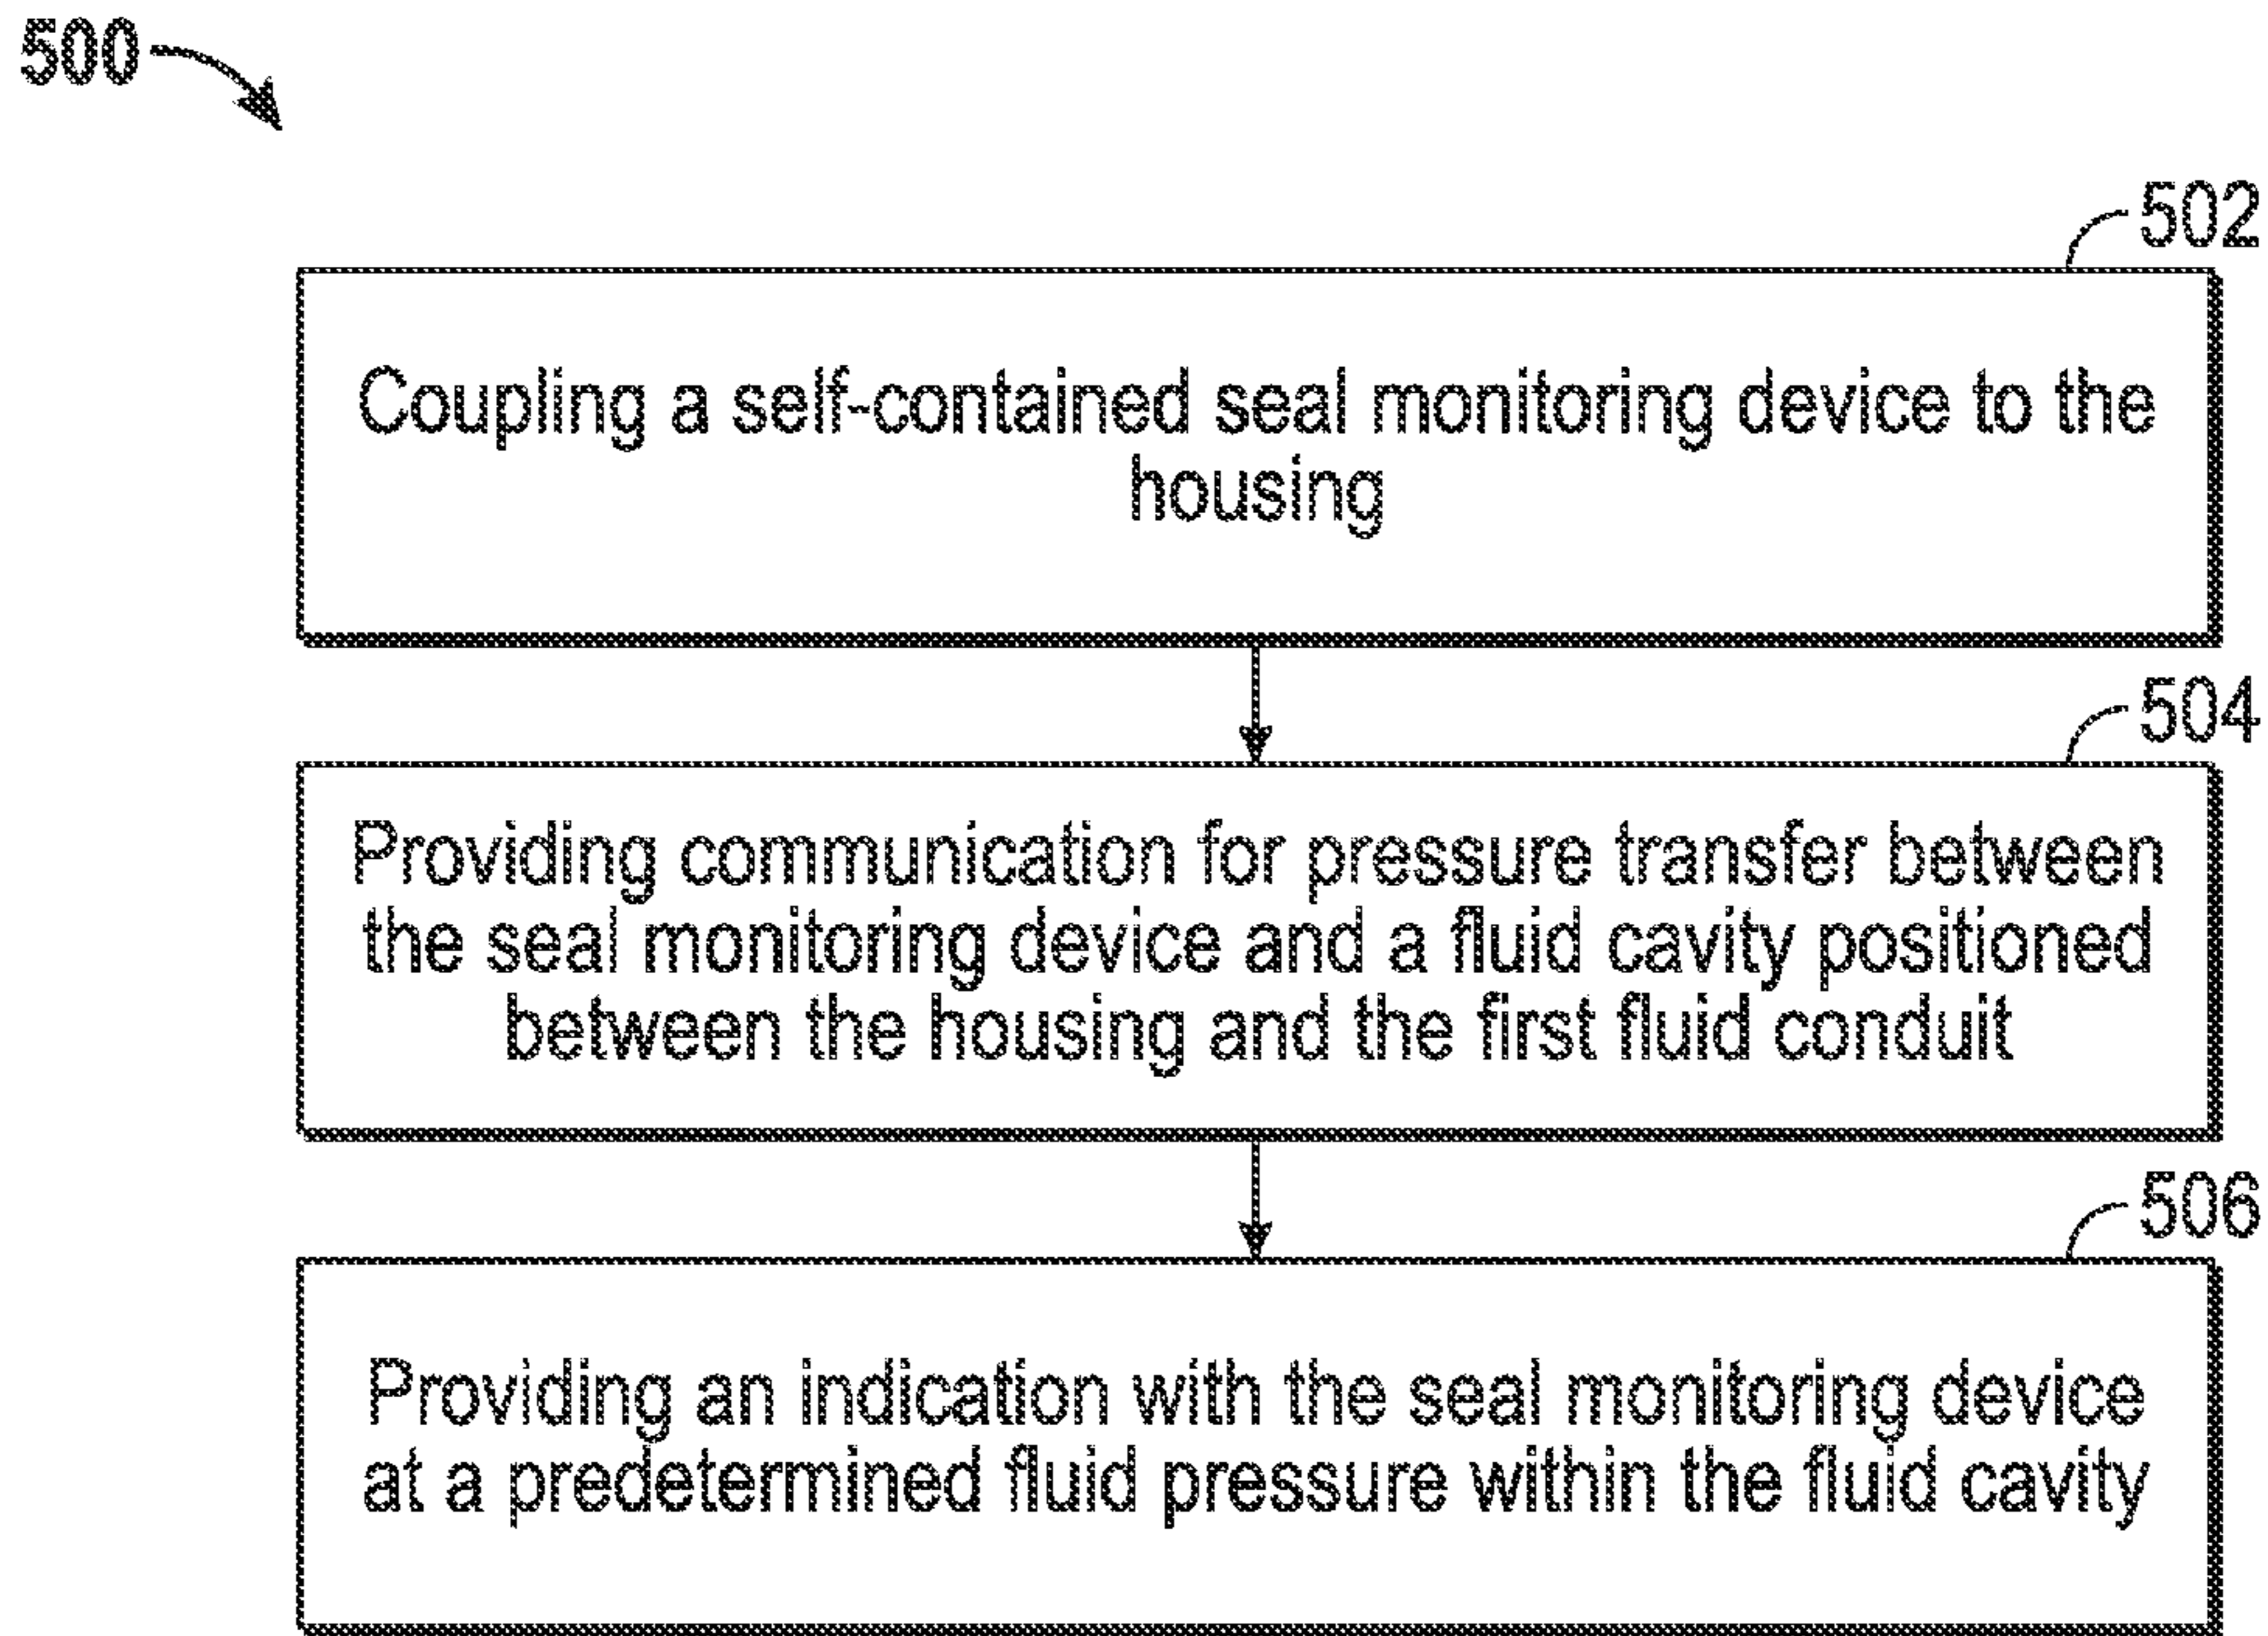 500
502
Coupling a self-contained seal monitoring device to the
housing
504
Providing communication for pressure transfer between
the seal monitoring device and a fluid cavity positioned
between the housing and the first fluid conduit
506
Providing an indication with the seal monitoring device
at a predetermined fluid pressure within the fluid cavity